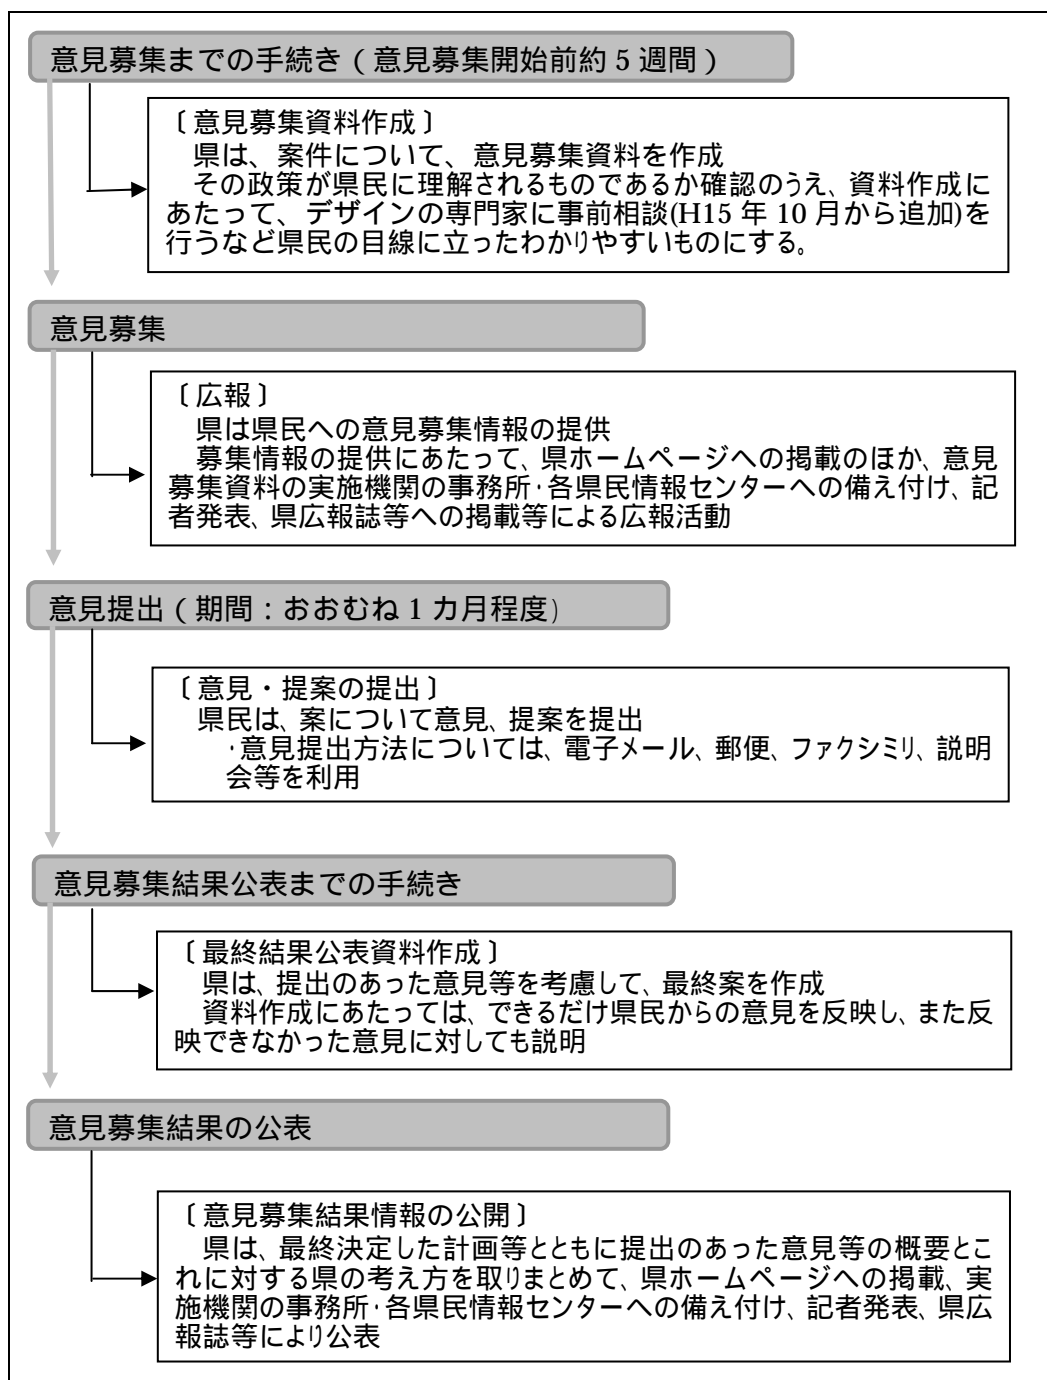 意見募集までの手続き（意見募集開始前約5週間）
〔意見募集資料作成〕
県は、案件について、意見募集資料を作成
その政策が県民に理解されるものであるか確認のうえ、資料作成に
あたって、デザインの専門家に事前相談(H15年10月から追加)を
行うなど県民の目線に立ったわかりやすいものにする。
意見募集
〔広報〕
県は県民への意見募集情報の提供
募集情報の提供にあたって、県ホームページへの掲載のほか、意見
募集資料の実施機関の事務所・各県民情報センターへの備え付け、記
者発表、県広報誌等への掲載等による広報活動
意見提出（期間：おおむね1カ月程度）
〔意見・提案の提出〕
県民は、案について意見、提案を提出
・意見提出方法については、電子メール、郵便、ファクシミリ、説明
会等を利用
意見募集結果公表までの手続き
〔最終結果公表資料作成〕
県は、提出のあった意見等を考慮して、最終案を作成
資料作成にあたっては、できるだけ県民からの意見を反映し、また反
映できなかった意見に対しても説明
意見募集結果の公表
〔意見募集結果情報の公開〕
県は、最終決定した計画等とともに提出のあった意見等の概要とこ
れに対する県の考え方を取りまとめて、県ホームページへの掲載、実
施機関の事務所・各県民情報センターへの備え付け、記者発表、県広
報誌等により公表